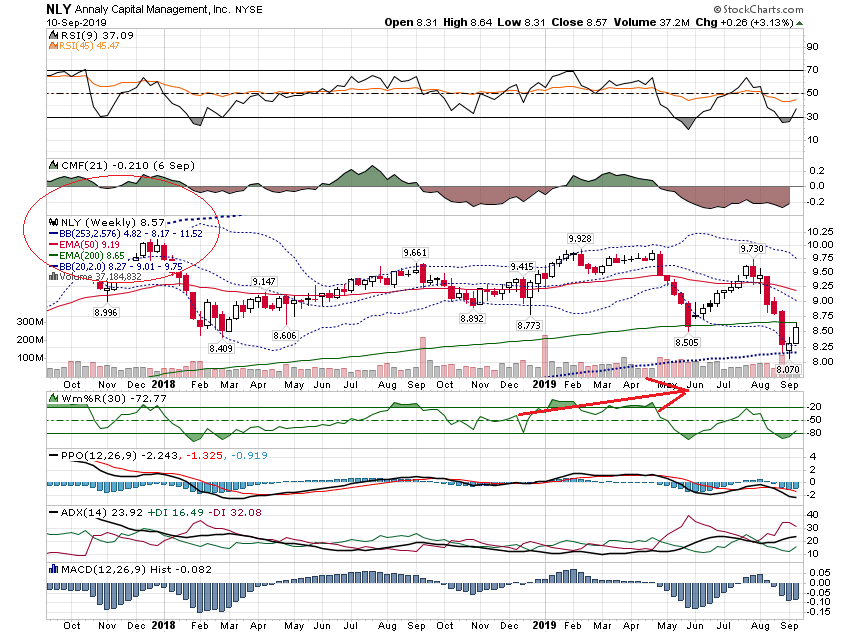 NLY Annaly Capital Management, Inc. NYSE © StockCharts.com
10-Sep-2019 Open 8.31 High 8.64 Low 8.31 Close 8.57 Volume 37.2M Chg +0.26 (+3.13%)
RSI(9) 37.09
RSI(45) 45.47
90
70
50
30
10
CMF(21) -0.210 (6 Sep)
0.2
0.0
-0.2
NLY (Weekly) 8.57
BB(253,2.576) 4.82 - 8.17 - 11.52
EMA(50) 9.19
EMA(200) 8.65
BB(20,2.0) 8.27 - 9.01 - 9.75
Volume 37,184,832
10.25
10.00
9.75
9.50
9.25
9.00
8.75
8.50
8.25
8.00
300M
200M
100M
8.996
8.409
9.147
8.606
9.661
8.892
9.415
8.773
9.928
8.505
9.730
8.070
Oct Nov Dec 2018 Feb Mar Apr May Jun Jul Aug Sep Oct Nov Dec 2019 Feb Mar Apr May Jun Jul Aug Sep
Wm%R(30) -72.77
-20
-50
-80
PPO(12,26,9) -2.243, -1.325, -0.919
4
2
0
-2
ADX(14) 23.92 +DI 16.49 -DI 32.08
40
30
20
10
MACD(12,26,9) Hist -0.082
0.05
0.00
-0.05
-0.10
-0.15
Oct Nov Dec 2018 Feb Mar Apr May Jun Jul Aug Sep Oct Nov Dec 2019 Feb Mar Apr May Jun Jul Aug Sep